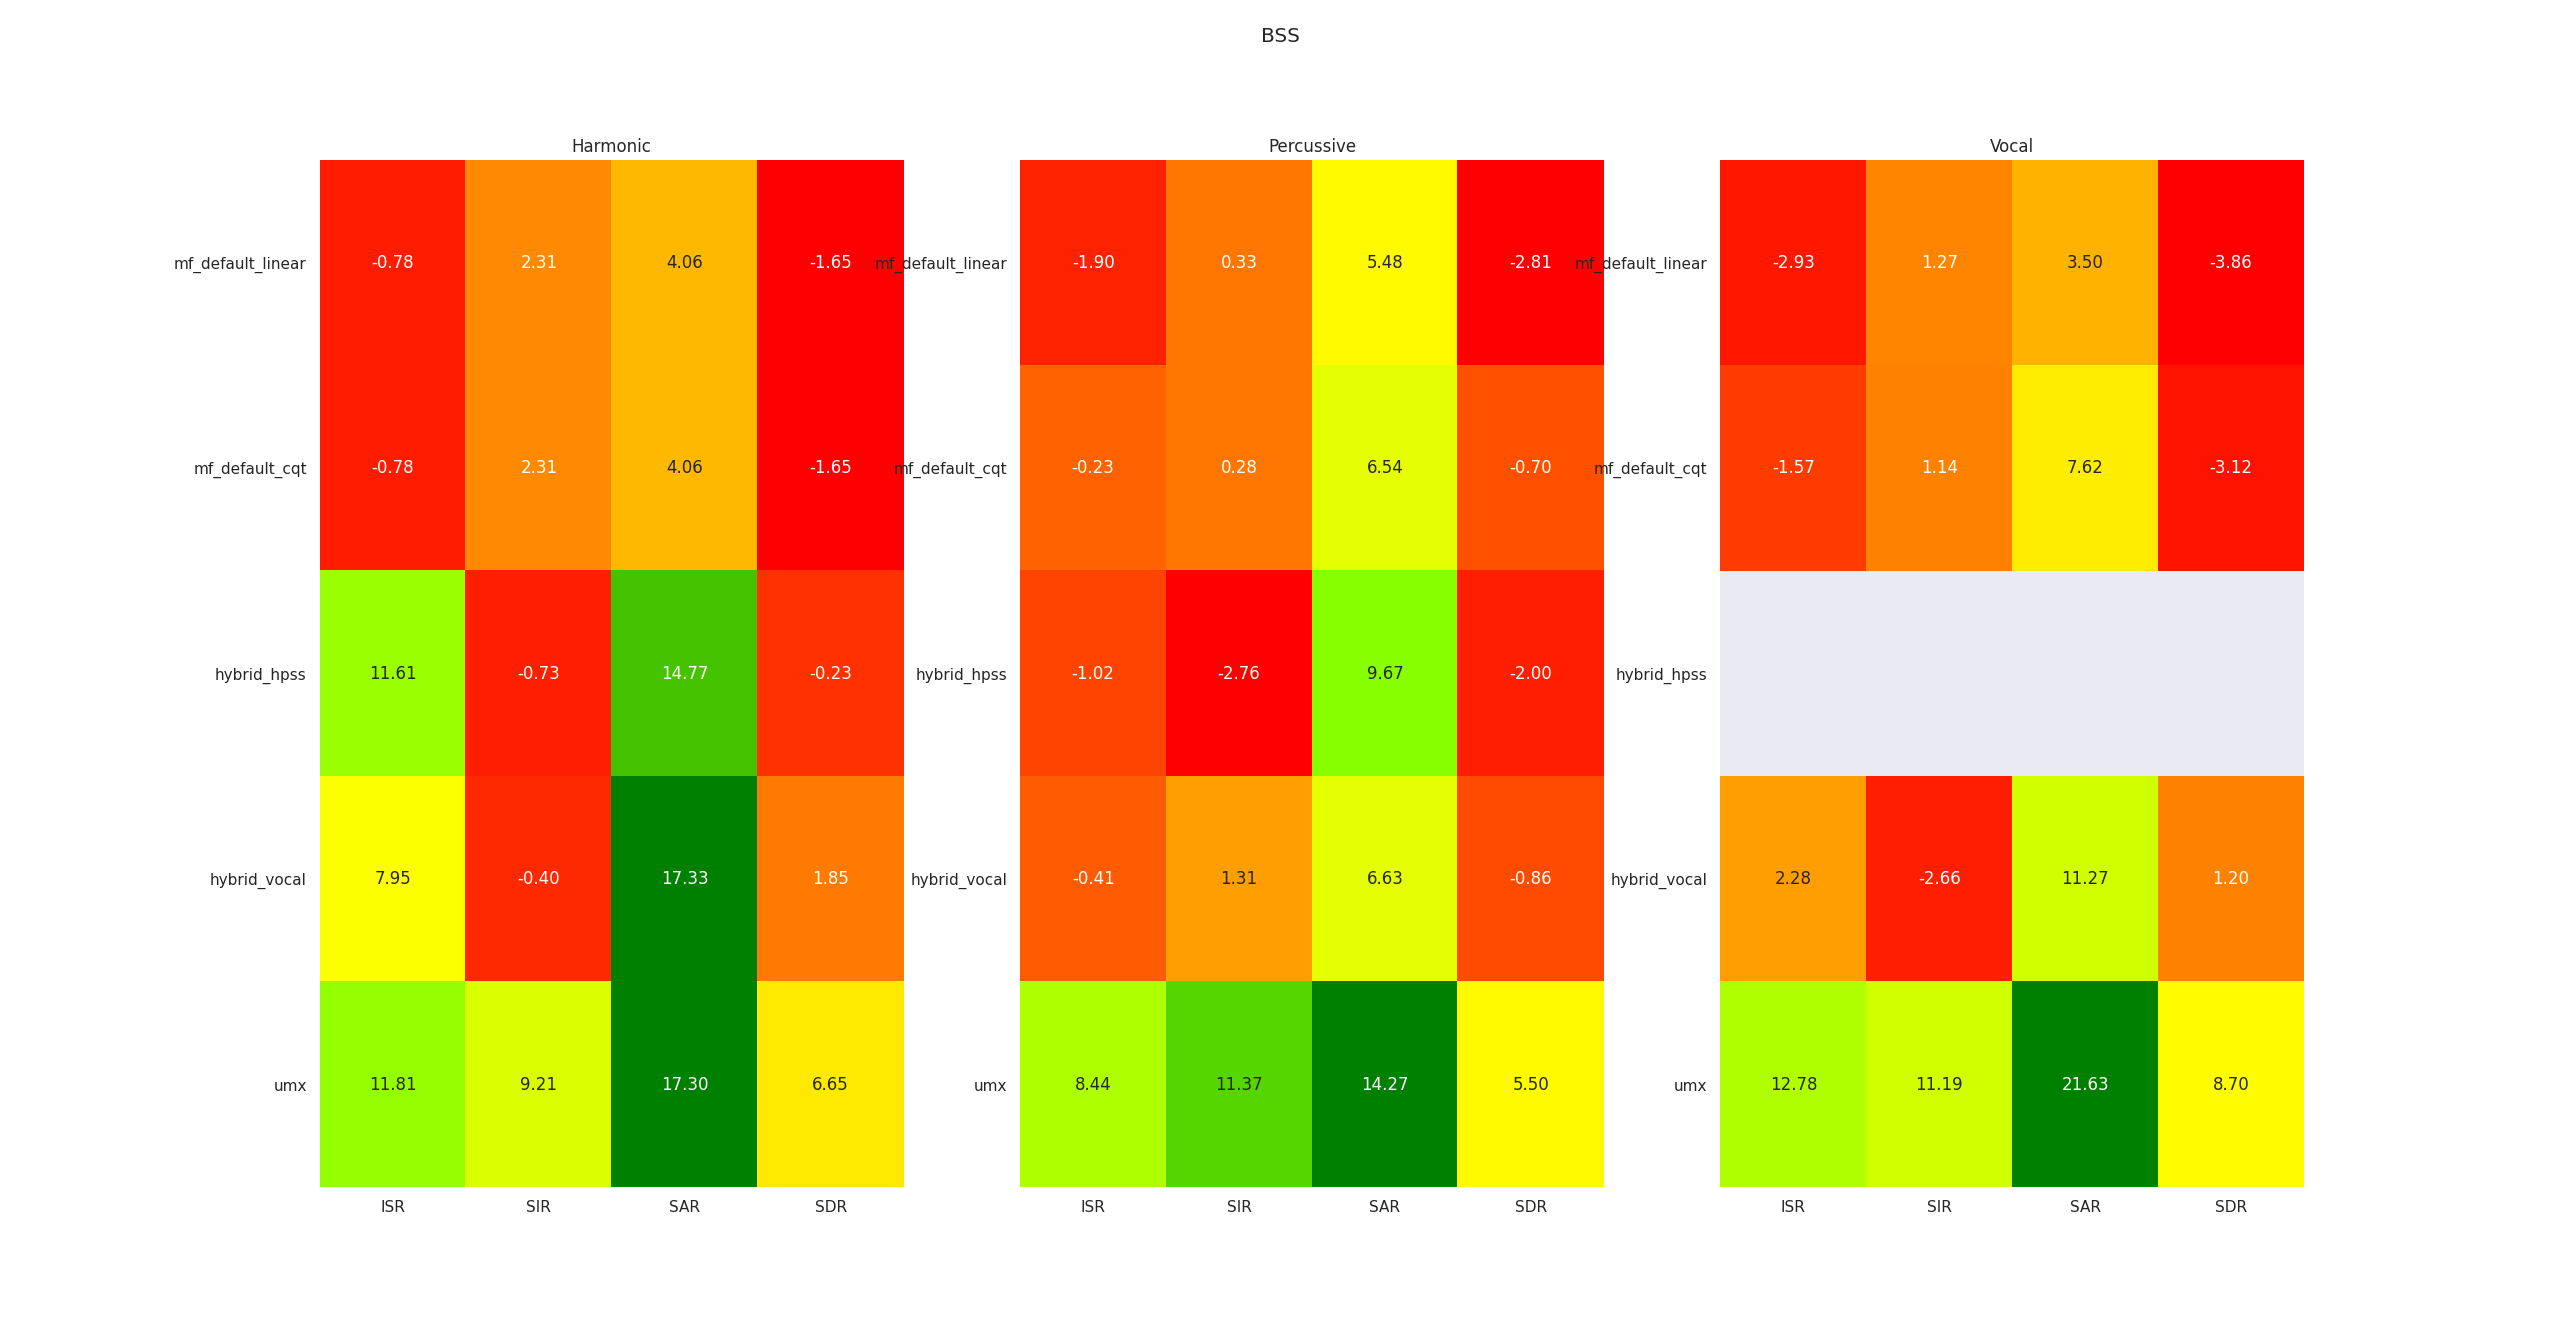 BSS
Harmonic Percussive Vocal
mf_default_linear -0.78 2.31 4.06 -1.65 mf_default_linear -1.90 0.33 5.48 -2.81 mf_default_linear -2.93 1.27 3.50 -3.86
mf_default_cqt -0.78 2.31 4.06 -1.65 mf_default_cqt -0.23 0.28 6.54 -0.70 mf_default_cqt -1.57 1.14 7.62 -3.12
hybrid_hpss 11.61 -0.73 14.77 -0.23 hybrid_hpss -1.02 -2.76 9.67 -2.00 hybrid_hpss
hybrid_vocal 7.95 -0.40 17.33 1.85 hybrid_vocal -0.41 1.31 6.63 -0.86 hybrid_vocal 2.28 -2.66 11.27 1.20
umx 11.81 9.21 17.30 6.65 umx 8.44 11.37 14.27 5.50 umx 12.78 11.19 21.63 8.70
ISR SIR SAR SDR ISR SIR SAR SDR ISR SIR SAR SDR